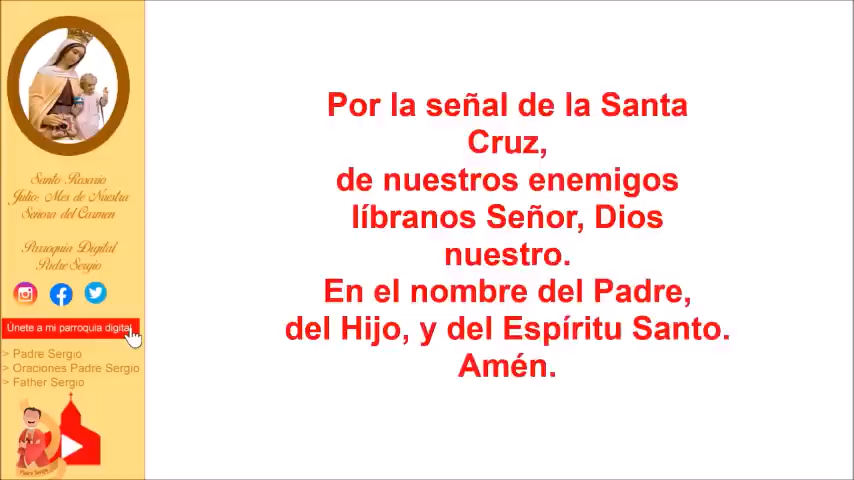 Santo Rosario
Julio: Mes de Nuestra
Señora del Carmen
Parroquia Digital
Padre Sergio
Únete a mi parroquia digital
> Padre Sergio
> Oraciones Padre Sergio
> Father Sergio
Padre Sergio
Por la señal de la Santa
Cruz,
de nuestros enemigos
líbranos Señor, Dios
nuestro.
En el nombre del Padre,
del Hijo, y del Espíritu Santo.
Amén.